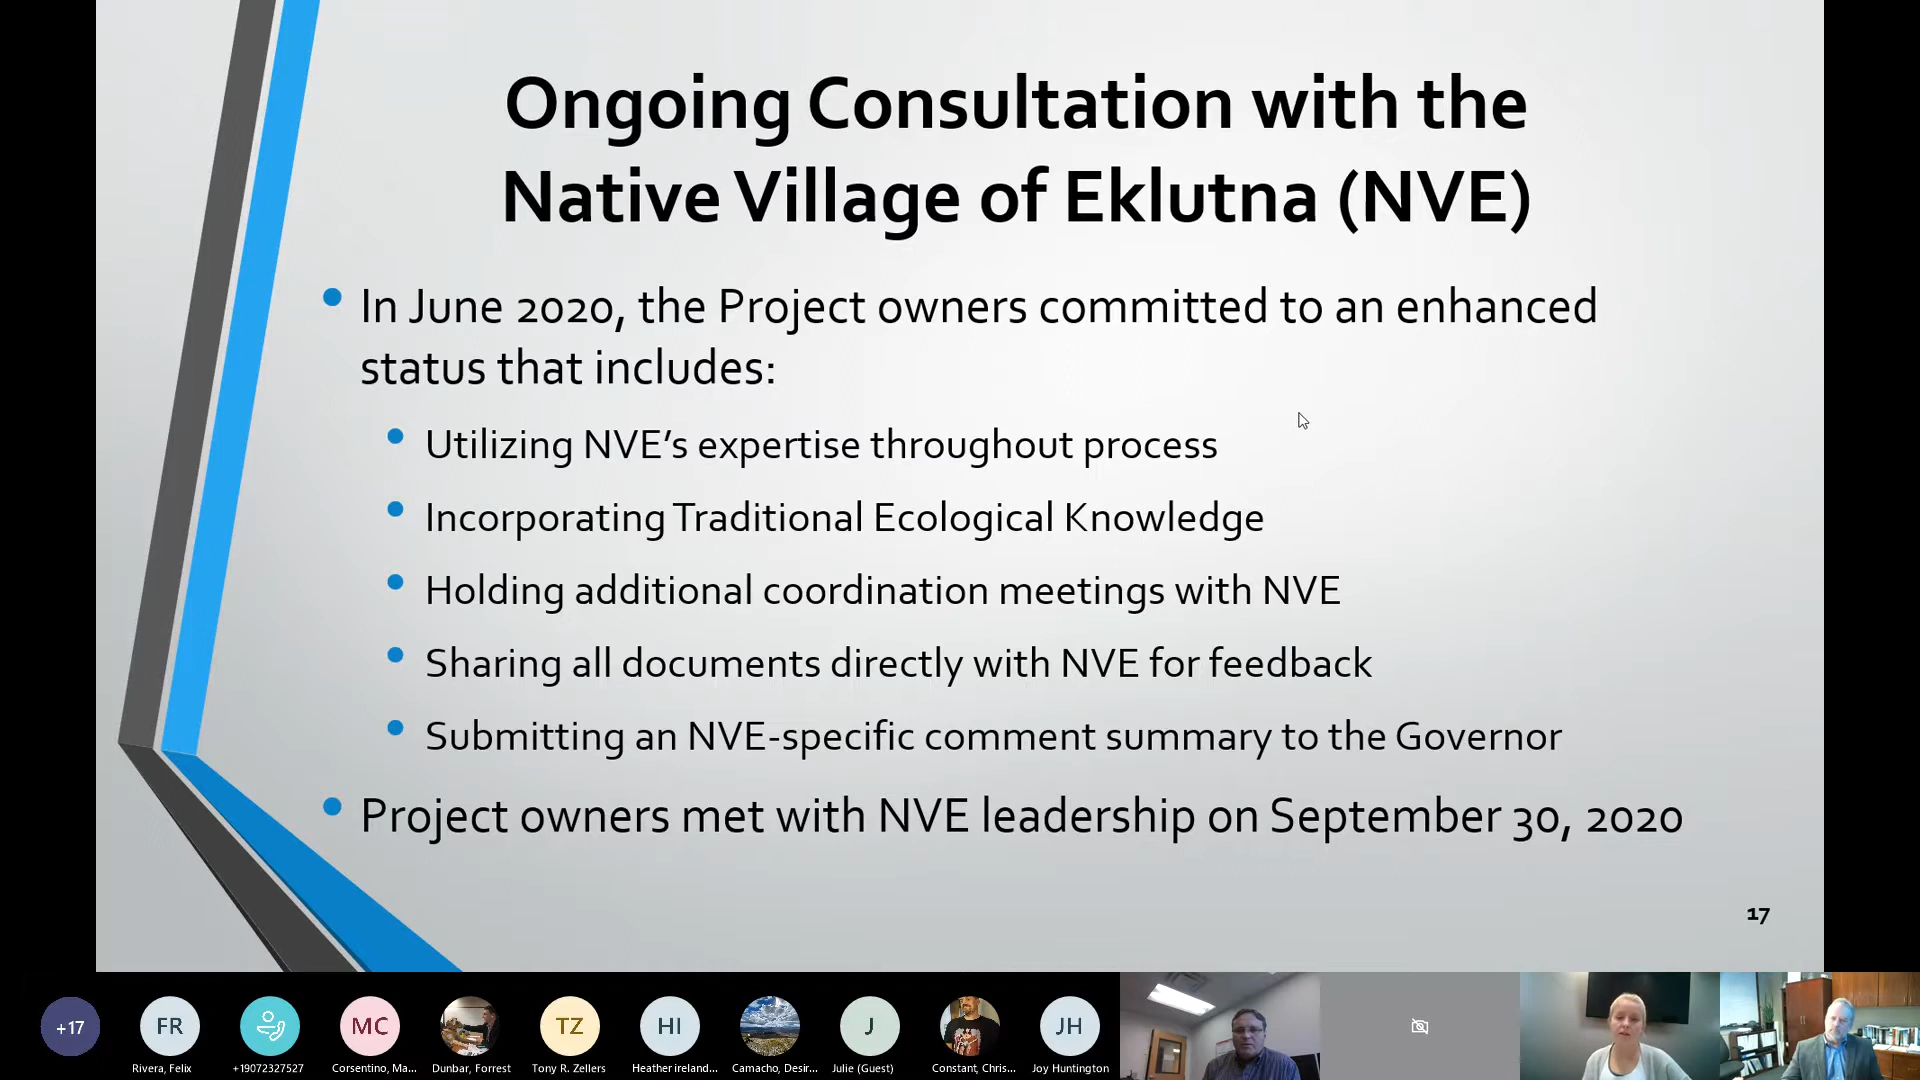 Ongoing Consultation with the
Native Village of Eklutna (NVE)
In June 2020, the Project owners committed to an enhanced
status that includes:
Utilizing NVE’s expertise throughout process
Incorporating Traditional Ecological Knowledge
Holding additional coordination meetings with NVE
Sharing all documents directly with NVE for feedback
Submitting an NVE-specific comment summary to the Governor
Project owners met with NVE leadership on September 30, 2020
17
+17
FR
MC
TZ
HI
J
JH
Rivera, Felix
+19072327527
Corsentino, Ma...
Dunbar, Forrest
Tony R. Zellers
Heather ireland...
Camacho, Desir...
Julie (Guest)
Constant, Chris...
Joy Huntington